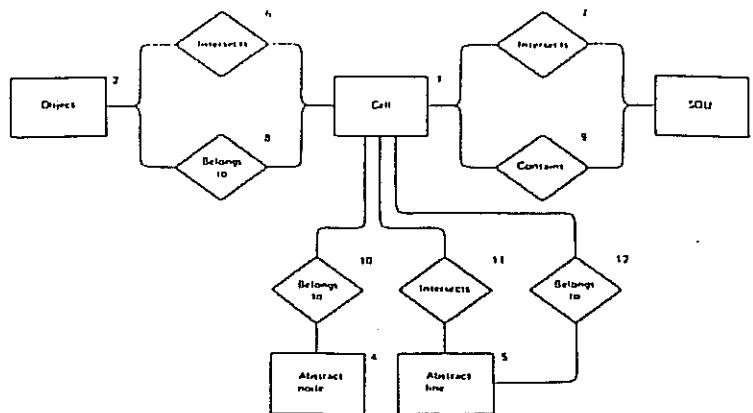 6
7
Intersects
Intersects
2
1
Object
Cell
SOLI
8
9
Belongs
to
Contains
10
11
12
Belongs
to
Intersects
Belongs
to
4
5
Abstract
node
Abstract
line